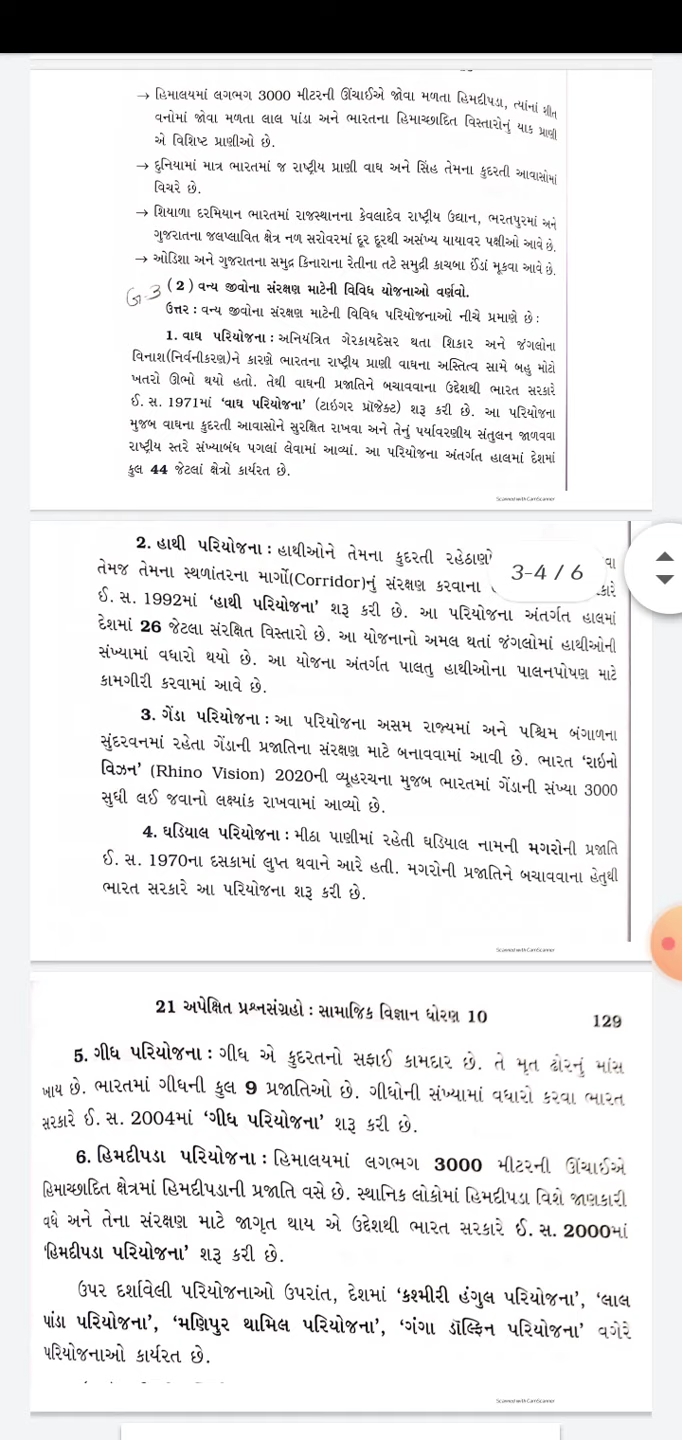 → હિમાલયમાં લગભગ 3000 મીટરની ઊંચાઈએ જોવા મળતા હિમદીપડા, ત્યાંનાં શીત
વનોમાં જોવા મળતા લાલ પાંડા અને ભારતના હિમાચ્છાદિત વિસ્તારોનું યાક પ્રાણી
એ વિશિષ્ટ પ્રાણીઓ છે.
→ દુનિયામાં માત્ર ભારતમાં જ રાષ્ટ્રીય પ્રાણી વાઘ અને સિંહ તેમના કુદરતી આવાસોમાં
વિચરે છે.
→ શિયાળા દરમિયાન ભારતમાં રાજસ્થાનના કેવલાદેવ રાષ્ટ્રીય ઉદ્યાન, ભરતપુરમાં અને
ગુજરાતના જલપ્લાવિત ક્ષેત્ર નળ સરોવરમાં દૂર દૂરથી અસંખ્ય યાયાવર પક્ષીઓ આવે છે.
→ ઓડિશા અને ગુજરાતના સમુદ્ર કિનારાના રેતીના તટે સમુદ્રી કાચબા ઈંડાં મૂકવા આવે છે.
G-3 (2) વન્ય જીવોના સંરક્ષણ માટેની વિવિધ યોજનાઓ વર્ણવો.
ઉત્તર : વન્ય જીવોના સંરક્ષણ માટેની વિવિધ પરિયોજનાઓ નીચે પ્રમાણે છે :
1. વાઘ પરિયોજના : અનિયંત્રિત ગેરકાયદેસર થતા શિકાર અને જંગલોના
વિનાશ(નિર્વનીકરણ)ને કારણે ભારતના રાષ્ટ્રીય પ્રાણી વાઘના અસ્તિત્વ સામે બહુ મોટો
ખતરો ઊભો થયો હતો. તેથી વાઘની પ્રજાતિને બચાવવાના ઉદ્દેશથી ભારત સરકારે
ઈ. સ. 1971માં ‘વાઘ પરિયોજના’ (ટાઇગર પ્રૉજેક્ટ) શરૂ કરી છે. આ પરિયોજના
મુજબ વાઘના કુદરતી આવાસોને સુરક્ષિત રાખવા અને તેનું પર્યાવરણીય સંતુલન જાળવવા
રાષ્ટ્રીય સ્તરે સંખ્યાબંધ પગલાં લેવામાં આવ્યાં. આ પરિયોજના અંતર્ગત હાલમાં દેશમાં
કુલ 44 જેટલાં ક્ષેત્રો કાર્યરત છે.
Scanned with CamScanner
2. હાથી પરિયોજના : હાથીઓને તેમના કુદરતી રહેઠાણો વા
તેમજ તેમના સ્થળાંતરના માર્ગો(Corridor)નું સંરક્ષણ કરવાના કારે
3-4 / 6
ઈ. સ. 1992માં ‘હાથી પરિયોજના’ શરૂ કરી છે. આ પરિયોજના અંતર્ગત હાલમાં
દેશમાં 26 જેટલા સંરક્ષિત વિસ્તારો છે. આ યોજનાનો અમલ થતાં જંગલોમાં હાથીઓની
સંખ્યામાં વધારો થયો છે. આ યોજના અંતર્ગત પાલતુ હાથીઓના પાલનપોષણ માટે
કામગીરી કરવામાં આવે છે.
3. ગેંડા પરિયોજના : આ પરિયોજના અસમ રાજ્યમાં અને પશ્ચિમ બંગાળના
સુંદરવનમાં રહેતા ગેંડાની પ્રજાતિના સંરક્ષણ માટે બનાવવામાં આવી છે. ભારત ‘રાઇનો
વિઝન’ (Rhino Vision) 2020ની વ્યૂહરચના મુજબ ભારતમાં ગેંડાની સંખ્યા 3000
સુધી લઈ જવાનો લક્ષ્યાંક રાખવામાં આવ્યો છે.
4. ઘડિયાલ પરિયોજના : મીઠા પાણીમાં રહેતી ઘડિયાલ નામની મગરોની પ્રજાતિ
ઈ. સ. 1970ના દસકામાં લુપ્ત થવાને આરે હતી. મગરોની પ્રજાતિને બચાવવાના હેતુથી
ભારત સરકારે આ પરિયોજના શરૂ કરી છે.
Scanned with CamScanner
21 અપેક્ષિત પ્રશ્નસંગ્રહો : સામાજિક વિજ્ઞાન ધોરણ 10 129
5. ગીધ પરિયોજના : ગીધ એ કુદરતનો સફાઈ કામદાર છે. તે મૃત ઢોરનું માંસ
ખાય છે. ભારતમાં ગીધની કુલ 9 પ્રજાતિઓ છે. ગીધોની સંખ્યામાં વધારો કરવા ભારત
સરકારે ઈ. સ. 2004માં ‘ગીધ પરિયોજના’ શરૂ કરી છે.
6. હિમદીપડા પરિયોજના : હિમાલયમાં લગભગ 3000 મીટરની ઊંચાઈએ
હિમાચ્છાદિત ક્ષેત્રમાં હિમદીપડાની પ્રજાતિ વસે છે. સ્થાનિક લોકોમાં હિમદીપડા વિશે જાણકારી
વધે અને તેના સંરક્ષણ માટે જાગૃત થાય એ ઉદ્દેશથી ભારત સરકારે ઈ. સ. 2000માં
‘હિમદીપડા પરિયોજના’ શરૂ કરી છે.
ઉપર દર્શાવેલી પરિયોજનાઓ ઉપરાંત, દેશમાં ‘કશ્મીરી હંગુલ પરિયોજના’, ‘લાલ
પાંડા પરિયોજના’, ‘મણિપુર થામિલ પરિયોજના’, ‘ગંગા ડૉલ્ફિન પરિયોજના’ વગેરે
પરિયોજનાઓ કાર્યરત છે.
Scanned with CamScanner